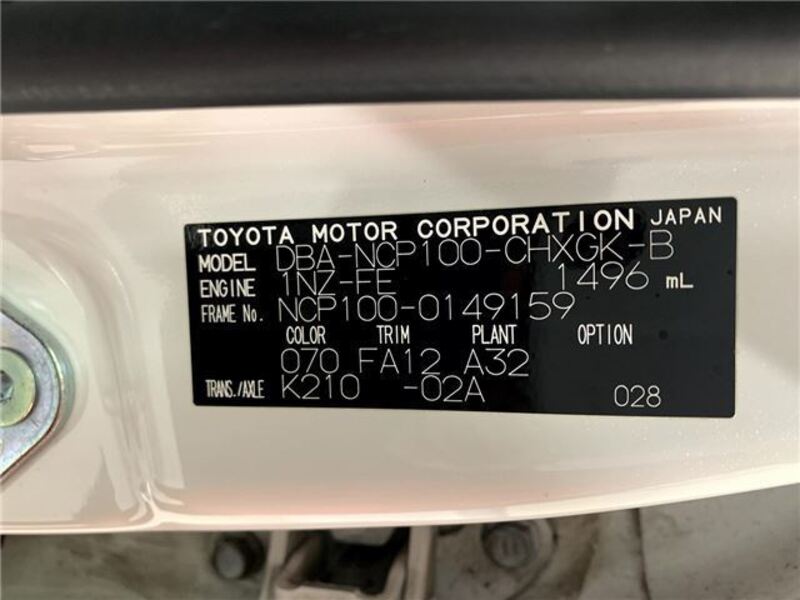 TOYOTA MOTOR CORPORATION JAPAN
MODEL DBA-NCP100-CHXGK-B
ENGINE 1NZ-FE 1496 mL
FRAME No. NCP100-0149159
COLOR TRIM PLANT OPTION
070 FA12 A32
TRANS./AXLE K210 -02A 028